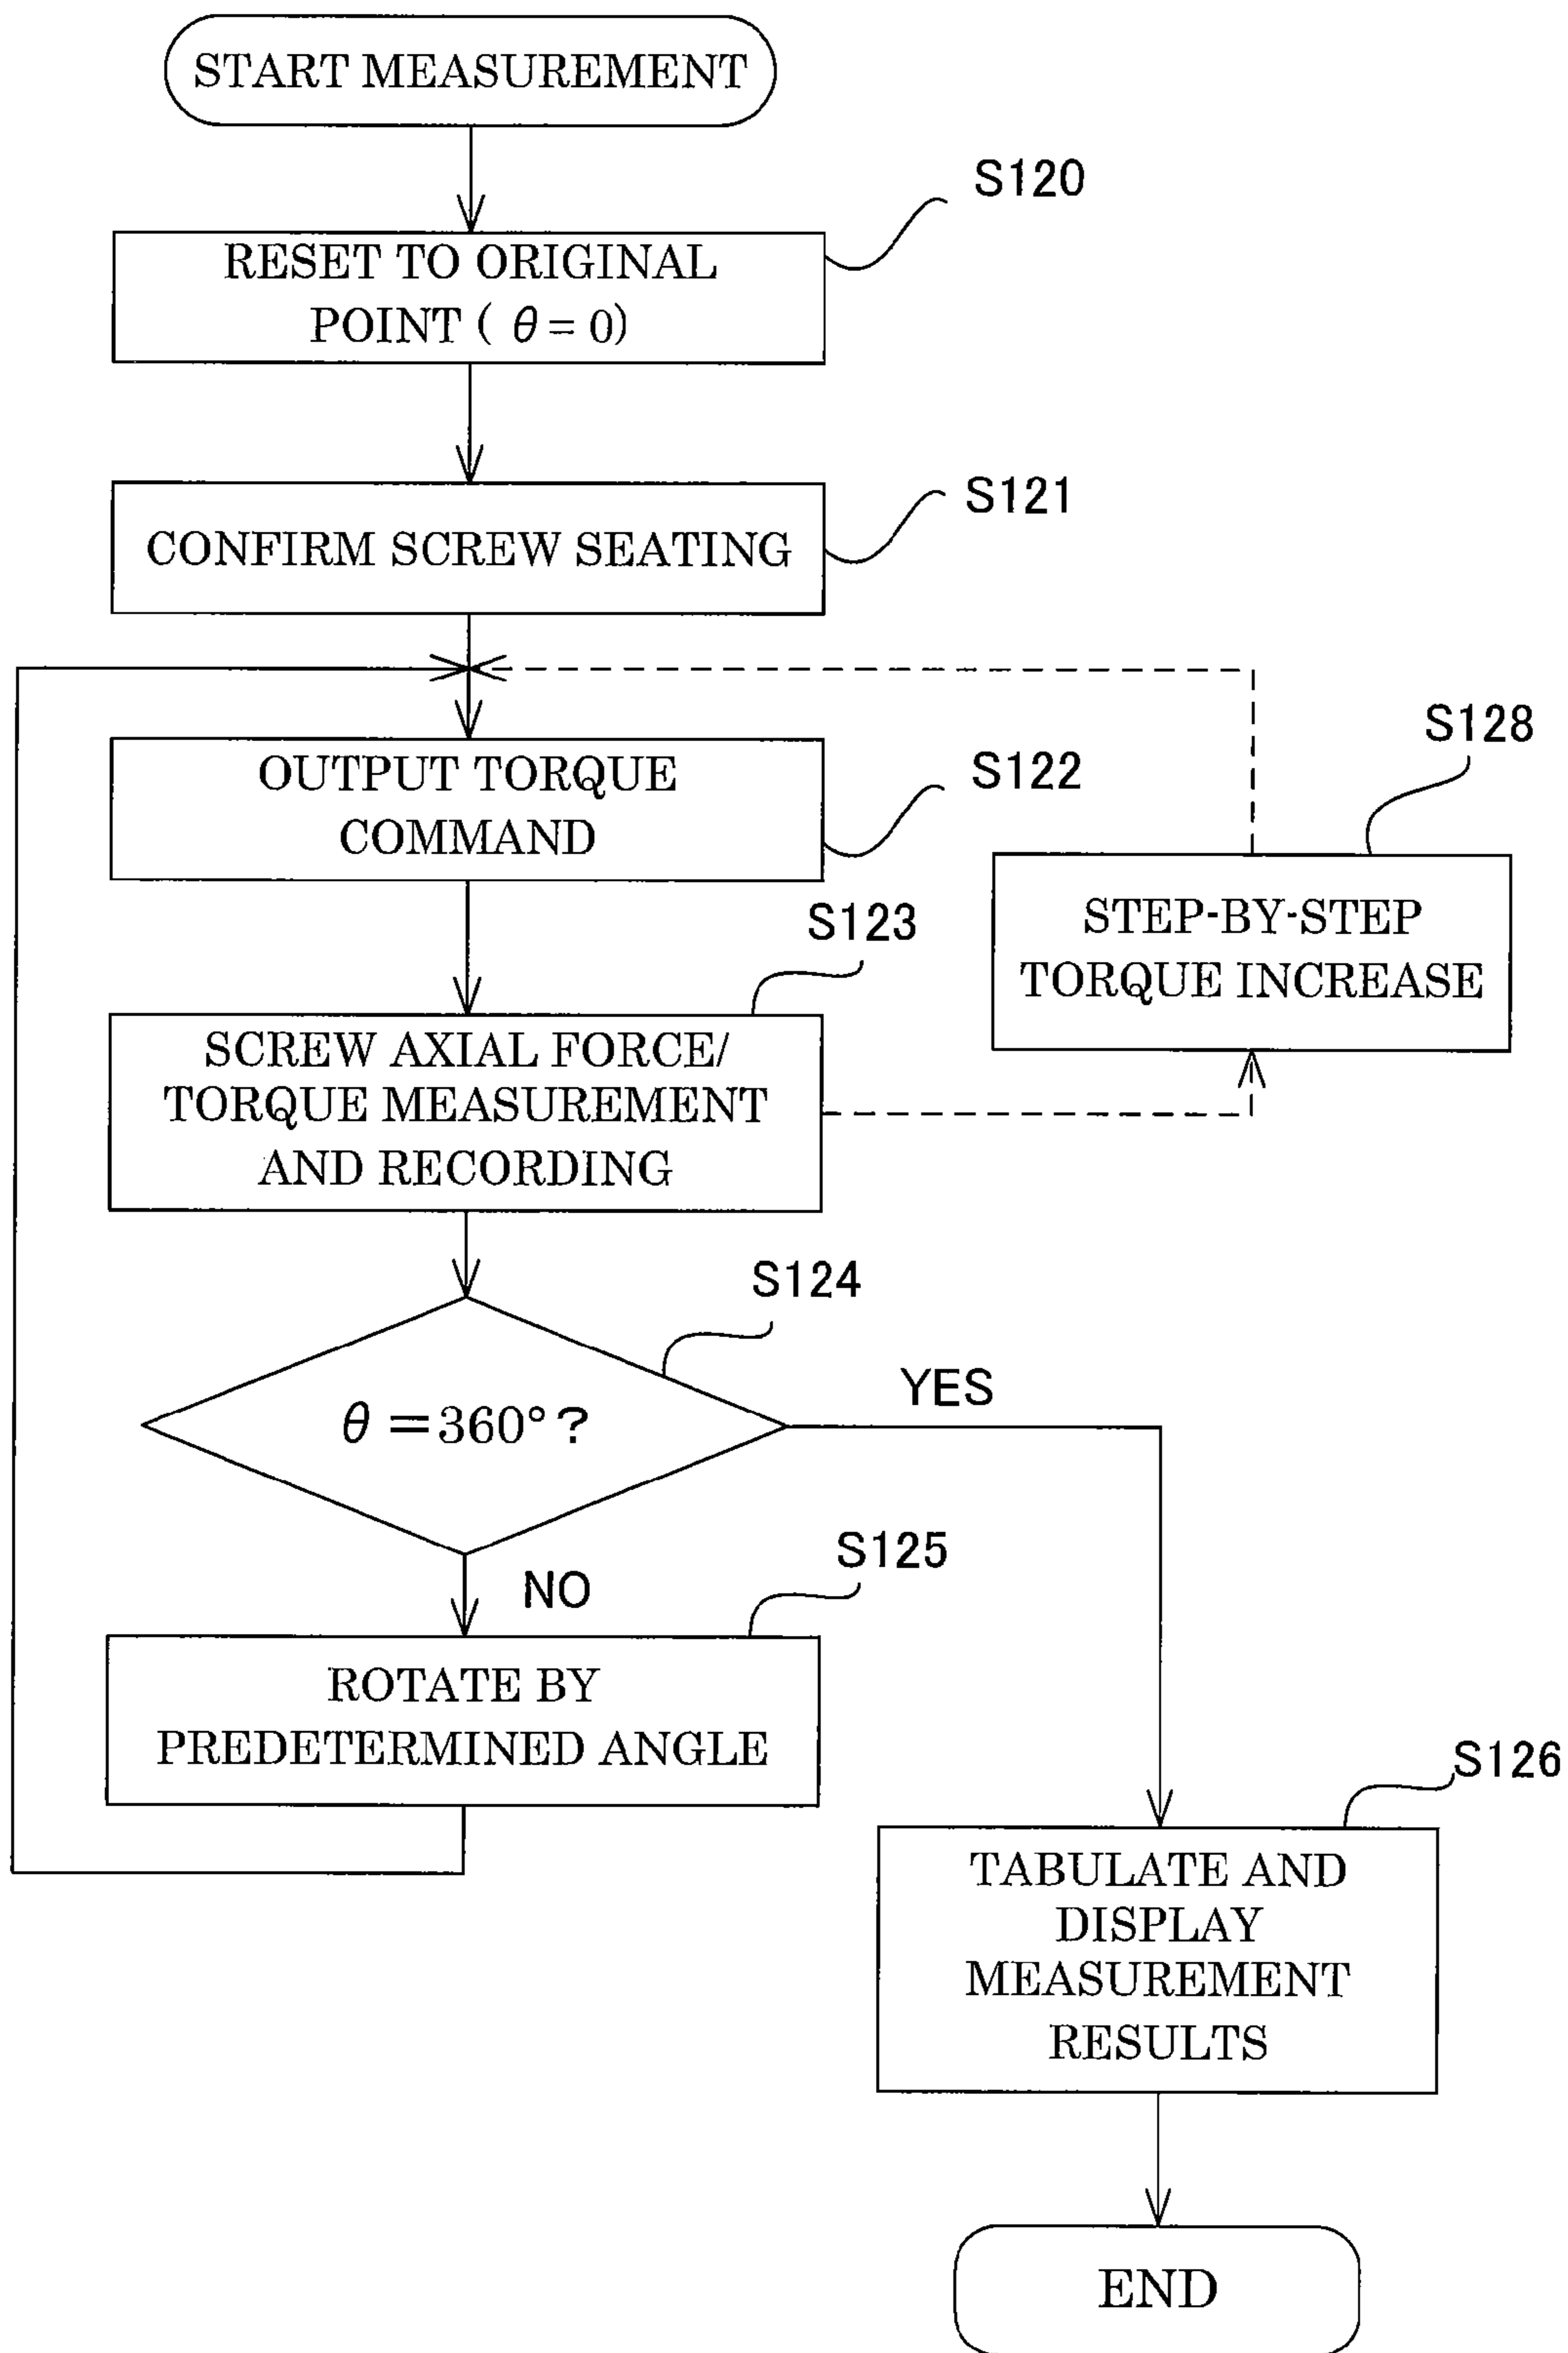 START MEASUREMENT
S120
RESET TO ORIGINAL
POINT ( θ = 0)
S121
CONFIRM SCREW SEATING
S122
OUTPUT TORQUE
COMMAND
S128
STEP-BY-STEP
TORQUE INCREASE
S123
SCREW AXIAL FORCE/
TORQUE MEASUREMENT
AND RECORDING
S124
θ =360° ?
YES
NO
S125
ROTATE BY
PREDETERMINED ANGLE
S126
TABULATE AND
DISPLAY
MEASUREMENT
RESULTS
END